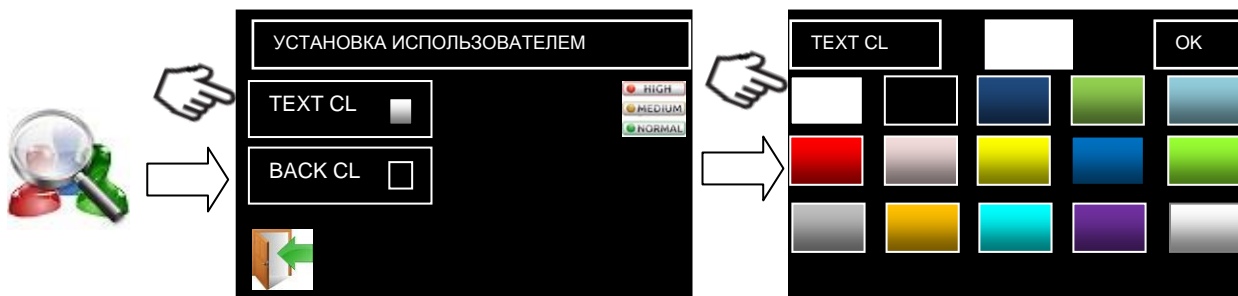 УСТАНОВКА ИСПОЛЬЗОВАТЕЛЕМ
TEXT CL
HIGH
MEDIUM
NORMAL
BACK CL
TEXT CL
OK